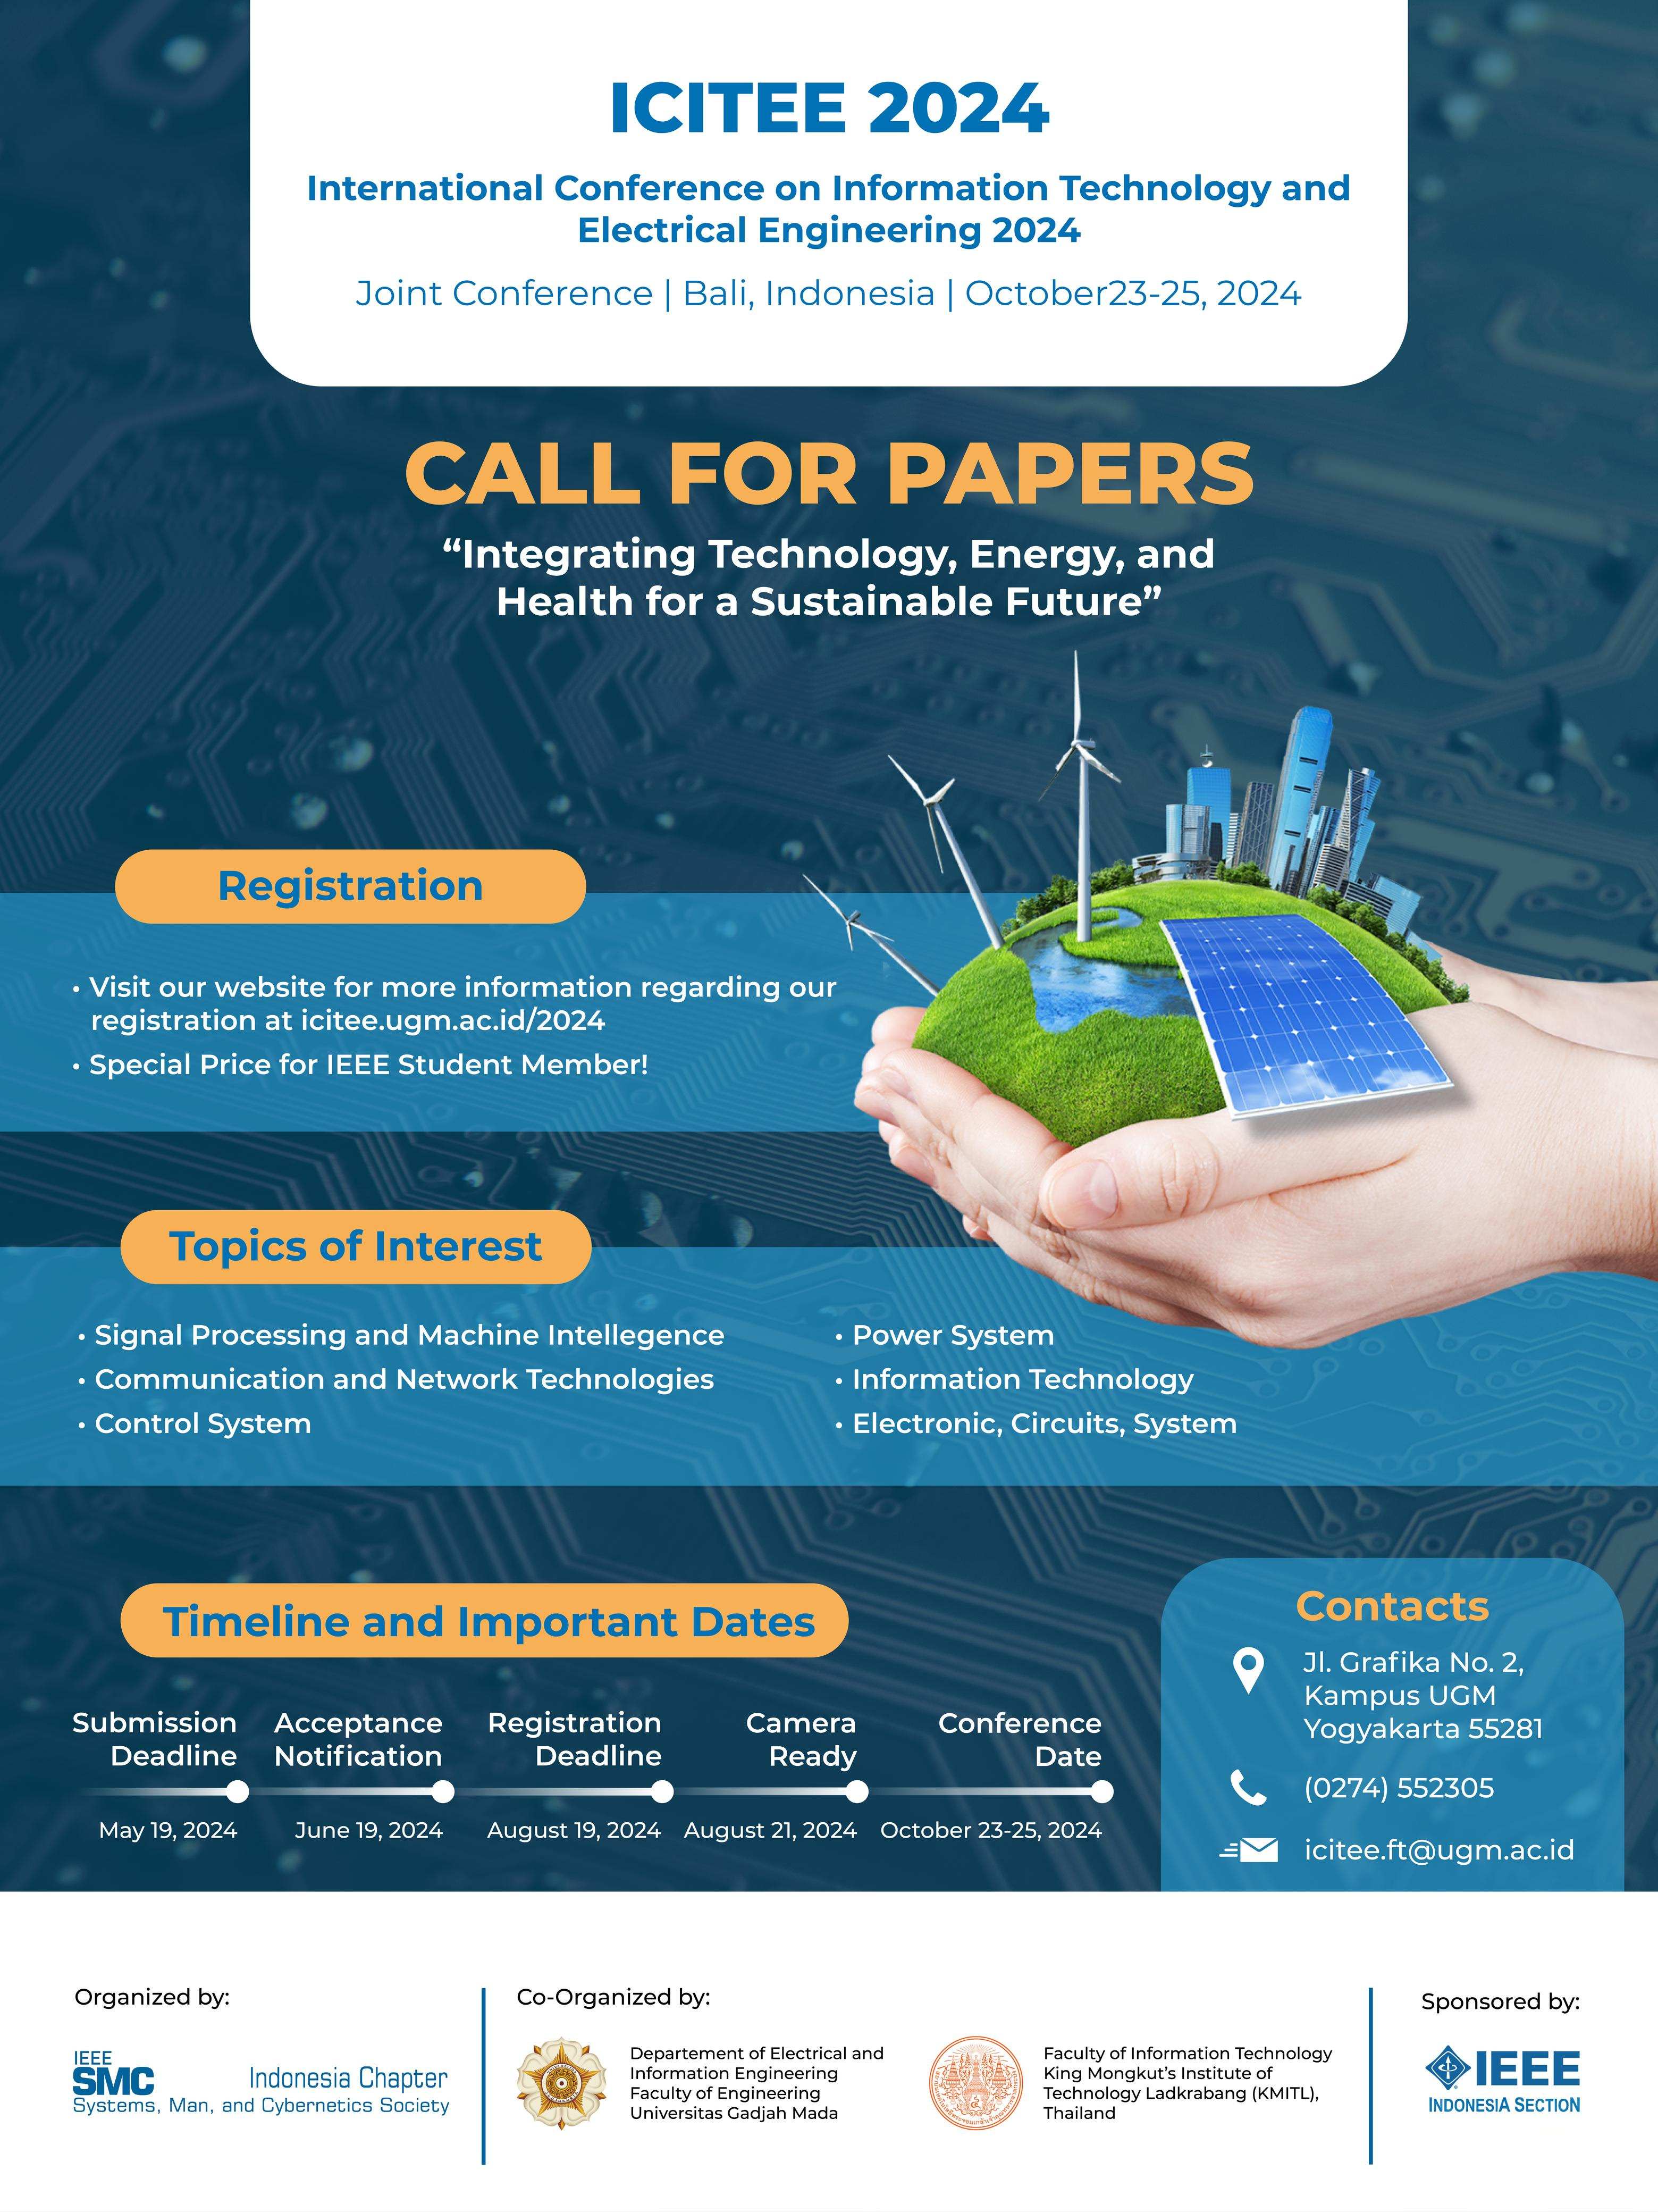 ICITEE 2024
International Conference on Information Technology and
Electrical Engineering 2024
Joint Conference | Bali, Indonesia | October23-25, 2024
CALL FOR PAPERS
“Integrating Technology, Energy, and
Health for a Sustainable Future”
Registration
• Visit our website for more information regarding our
registration at icitee.ugm.ac.id/2024
• Special Price for IEEE Student Member!
Topics of Interest
• Signal Processing and Machine Intellegence
• Communication and Network Technologies
• Control System
• Power System
• Information Technology
• Electronic, Circuits, System
Timeline and Important Dates
Submission
Deadline
May 19, 2024
Acceptance
Notification
June 19, 2024
Registration
Deadline
August 19, 2024
Camera
Ready
August 21, 2024
Conference
Date
October 23-25, 2024
Contacts
Jl. Grafika No. 2,
Kampus UGM
Yogyakarta 55281
(0274) 552305
icitee.ft@ugm.ac.id
Organized by:
IEEE
SMC Indonesia Chapter
Systems, Man, and Cybernetics Society
Co-Organized by:
Departement of Electrical and
Information Engineering
Faculty of Engineering
Universitas Gadjah Mada
Faculty of Information Technology
King Mongkut’s Institute of
Technology Ladkrabang (KMITL),
Thailand
Sponsored by:
IEEE
INDONESIA SECTION